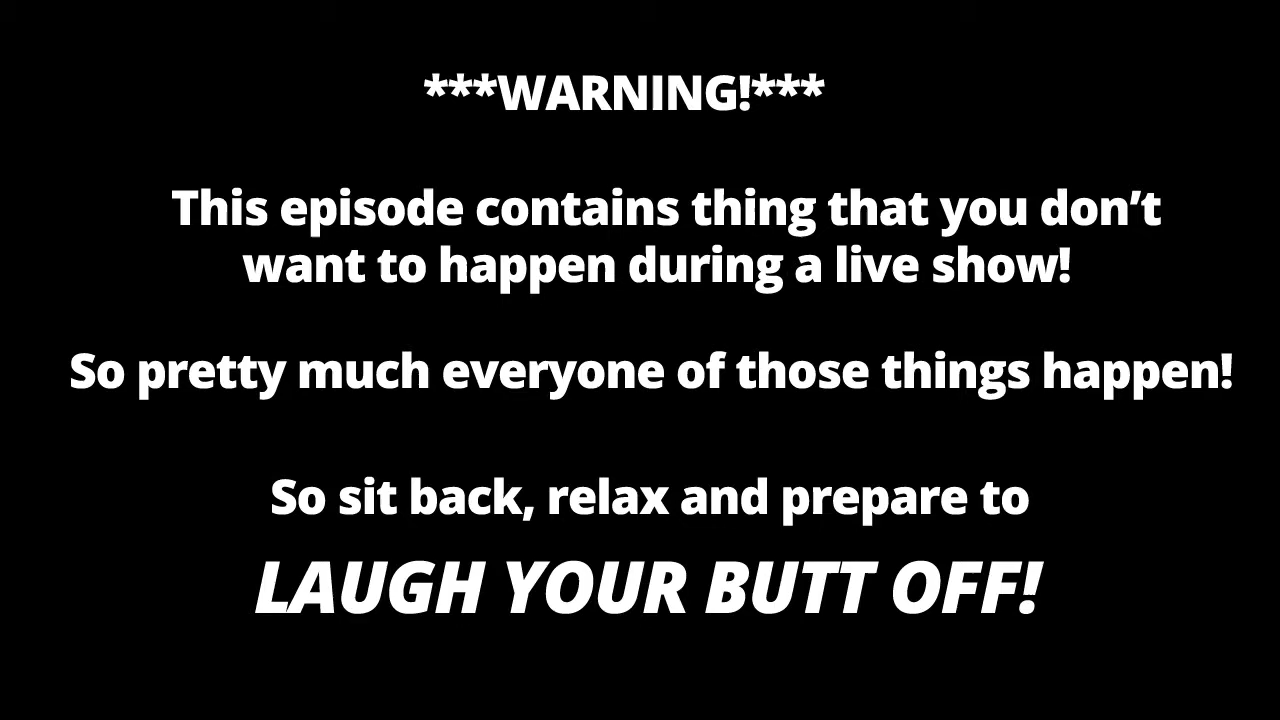 ***WARNING!***
This episode contains thing that you don’t
want to happen during a live show!
So pretty much everyone of those things happen!
So sit back, relax and prepare to
LAUGH YOUR BUTT OFF!